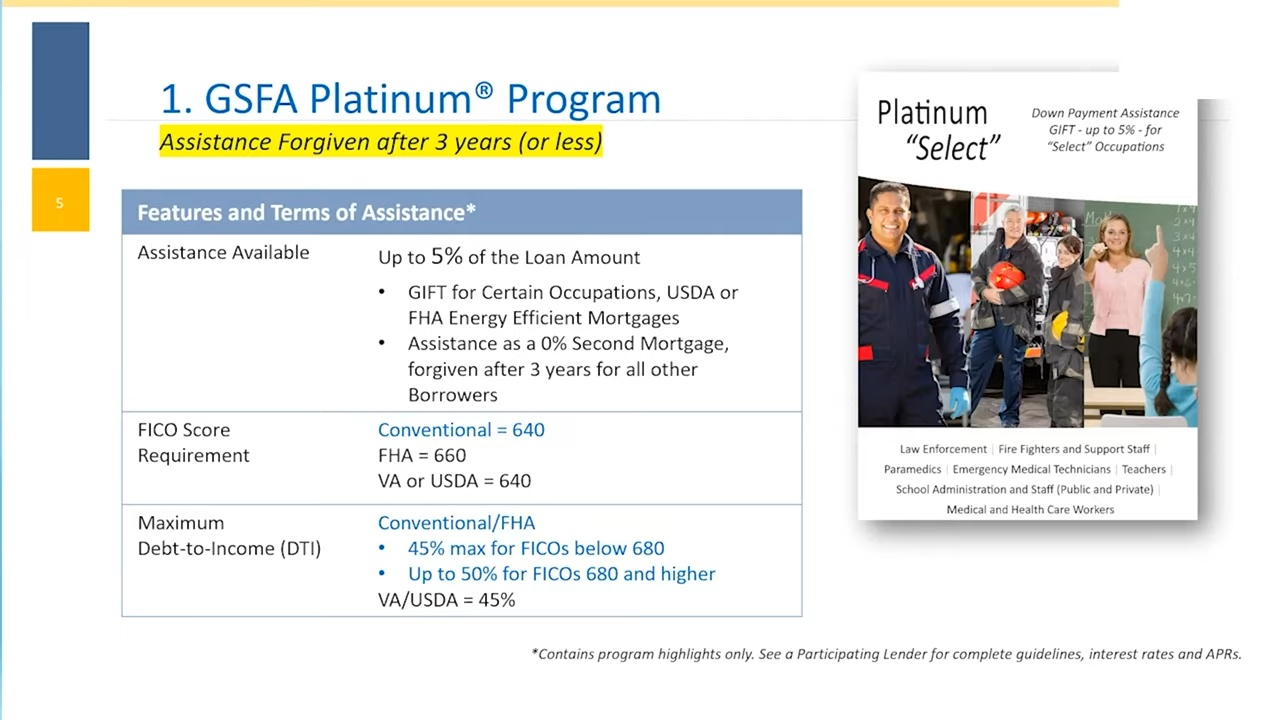 1. GSFA Platinum® Program
Assistance Forgiven after 3 years (or less)
5
Features and Terms of Assistance*
Assistance Available
Up to 5% of the Loan Amount
• GIFT for Certain Occupations, USDA or
FHA Energy Efficient Mortgages
• Assistance as a 0% Second Mortgage,
forgiven after 3 years for all other
Borrowers
FICO Score
Requirement
Conventional = 640
FHA = 660
VA or USDA = 640
Maximum
Debt-to-Income (DTI)
Conventional/FHA
• 45% max for FICOs below 680
• Up to 50% for FICOs 680 and higher
VA/USDA = 45%
Platinum
“Select”
Down Payment Assistance
GIFT - up to 5% - for
“Select” Occupations
Law Enforcement | Fire Fighters and Support Staff |
Paramedics | Emergency Medical Technicians | Teachers |
School Administration and Staff (Public and Private) |
Medical and Health Care Workers
*Contains program highlights only. See a Participating Lender for complete guidelines, interest rates and APRs.